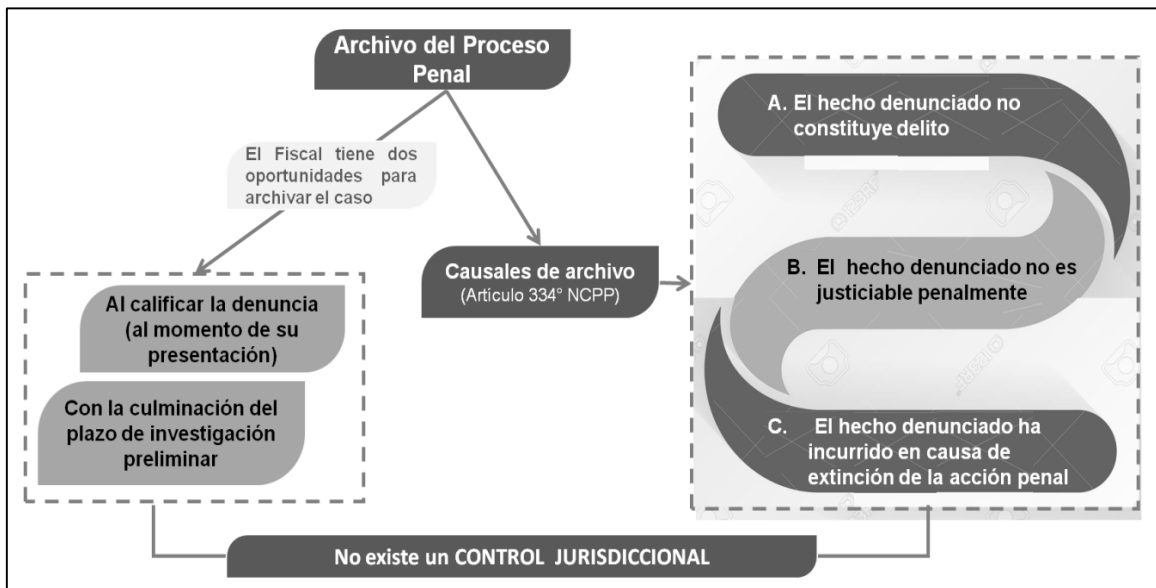 Archivo del Proceso
Penal
El Fiscal tiene dos
oportunidades para
archivar el caso
Al calificar la denuncia
(al momento de su
presentación)
Con la culminación del
plazo de investigación
preliminar
Causales de archivo
(Artículo 334° NCPP)
A. El hecho denunciado no
constituye delito
B. El hecho denunciado no es
justiciable penalmente
C. El hecho denunciado ha
incurrido en causa de
extinción de la acción penal
No existe un CONTROL JURISDICCIONAL